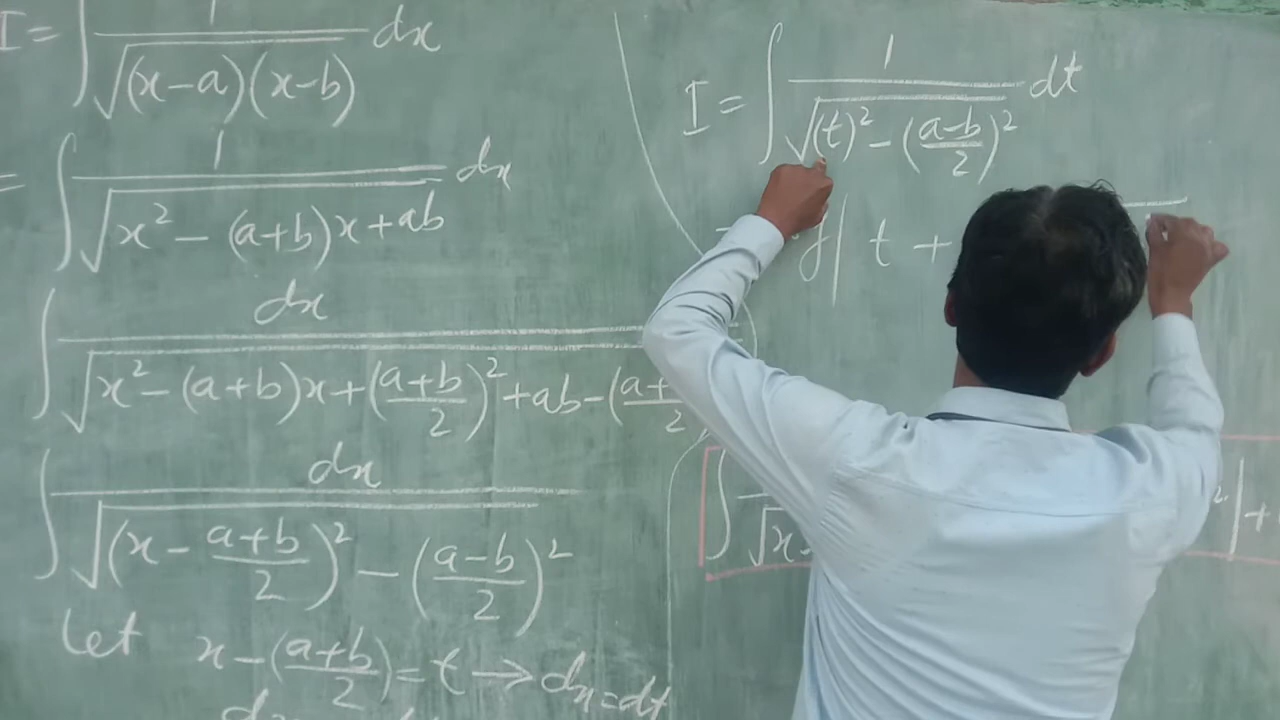 I = ∫ 1/√((x-a)(x-b)) dx
= ∫ 1/√(x² - (a+b)x + ab) dx
∫ dx/√(x² - (a+b)x + ((a+b)/2)² + ab - (a+
∫ dx/√((x - (a+b)/2)² - ((a-b)/2)²)
Let x - ((a+b)/2) = t → dx = dt
I = ∫ 1/√((t)² - ((a-b)/2)²) dt
| t +
∫ √x
² | +